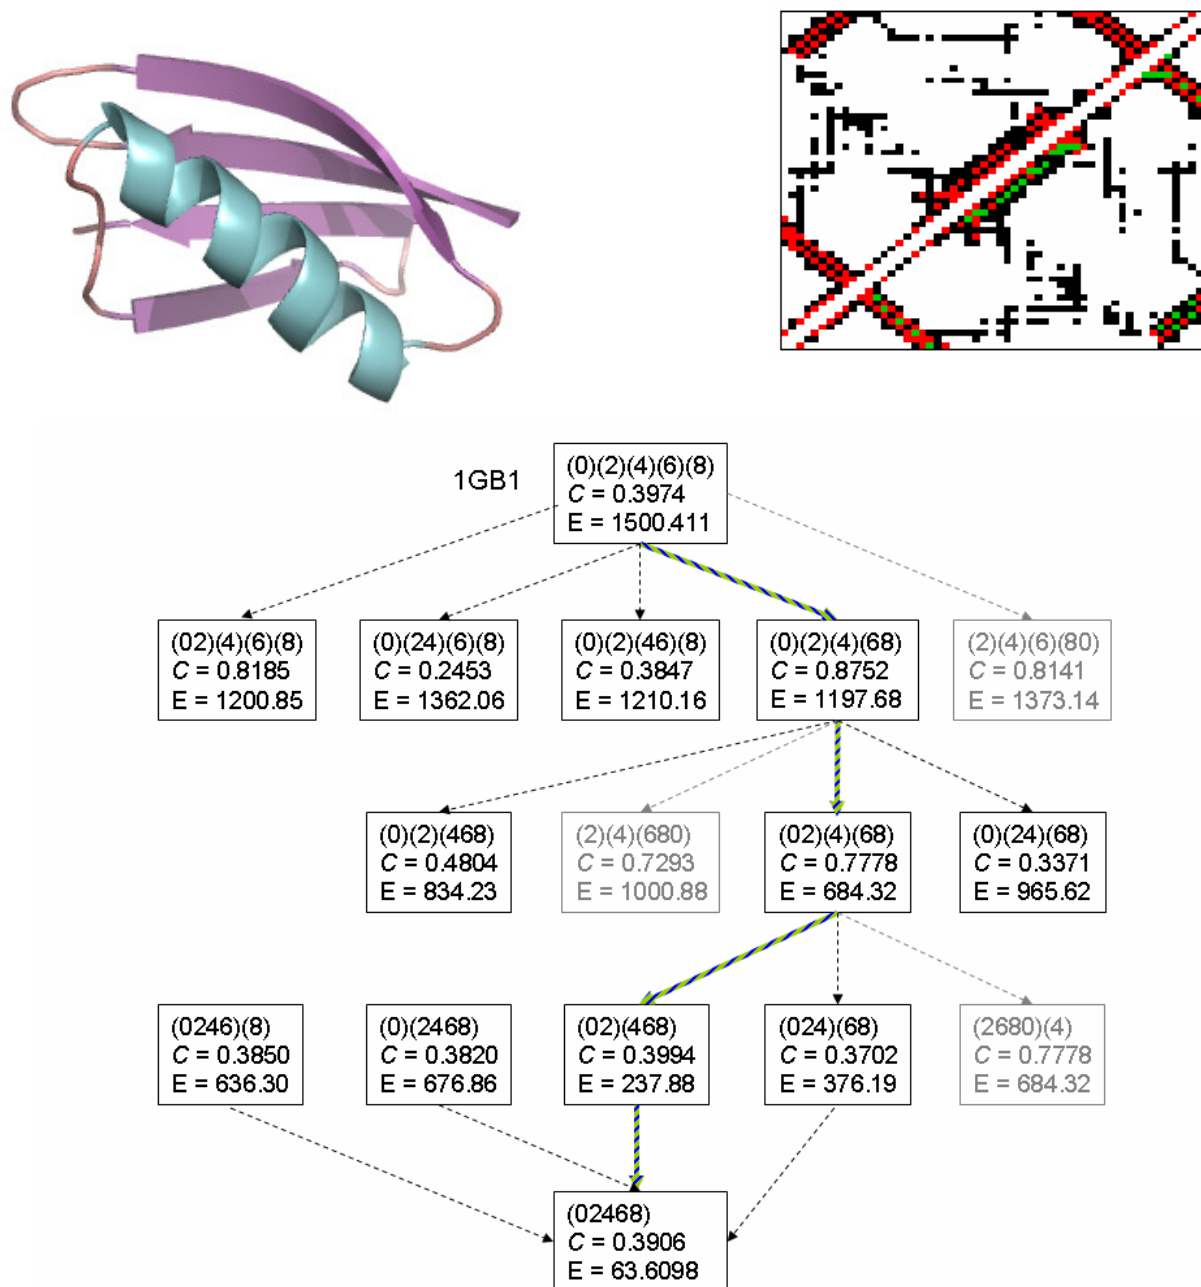 1GB1
(0)(2)(4)(6)(8)
C = 0.3974
E = 1500.411
(02)(4)(6)(8)
C = 0.8185
E = 1200.85
(0)(24)(6)(8)
C = 0.2453
E = 1362.06
(0)(2)(46)(8)
C = 0.3847
E = 1210.16
(0)(2)(4)(68)
C = 0.8752
E = 1197.68
(2)(4)(6)(80)
C = 0.8141
E = 1373.14
(0)(2)(468)
C = 0.4804
E = 834.23
(2)(4)(680)
C = 0.7293
E = 1000.88
(02)(4)(68)
C = 0.7778
E = 684.32
(0)(24)(68)
C = 0.3371
E = 965.62
(0246)(8)
C = 0.3850
E = 636.30
(0)(2468)
C = 0.3820
E = 676.86
(02)(468)
C = 0.3994
E = 237.88
(024)(68)
C = 0.3702
E = 376.19
(2680)(4)
C = 0.7778
E = 684.32
(02468)
C = 0.3906
E = 63.6098